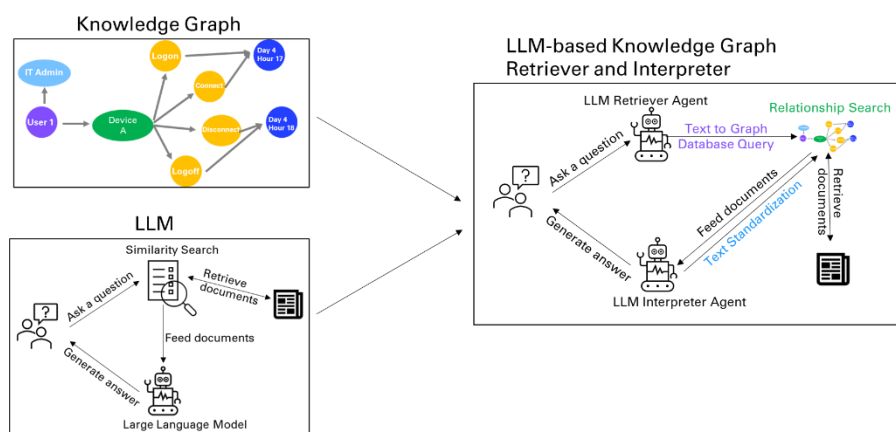 Knowledge Graph
IT Admin
User 1
Device
A
Logon
Connect
Disconnect
Logoff
Day 4
Hour 17
Day 4
Hour 18
LLM
Similarity Search
Ask a question
Retrieve
documents
?
Feed documents
Generate answer
Large Language Model
LLM-based Knowledge Graph
Retriever and Interpreter
LLM Retriever Agent
Relationship Search
Text to Graph
Database Query
Ask a question
?
Feed documents
Text Standardization
Retrieve
documents
Generate answer
LLM Interpreter Agent